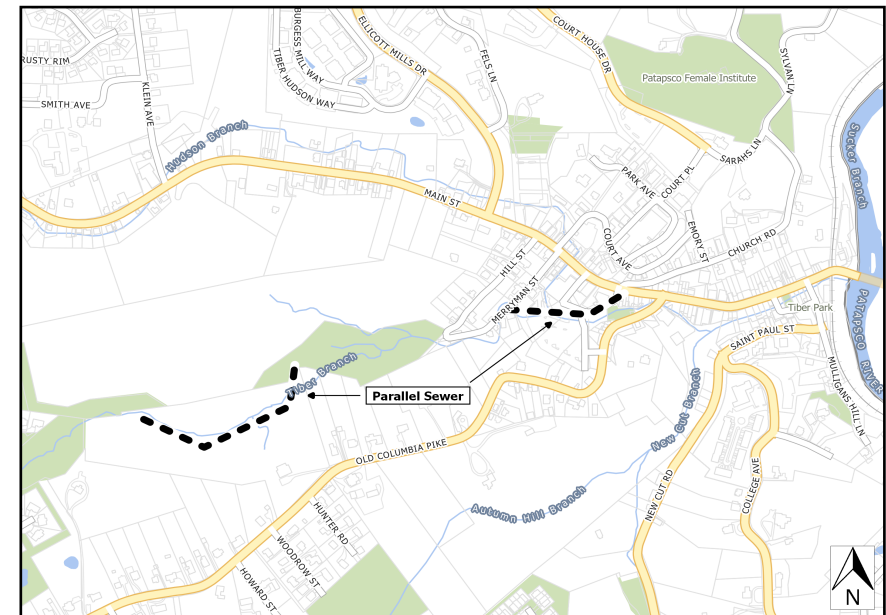 RUSTY RIM
SMITH AVE
KLEIN AVE
Hudson Branch
BURGESS MILL WAY
TIBER HUDSON WAY
ELLICOTT MILLS DR
FELS LN
COURT HOUSE DR
Patapsco Female Institute
SYLVAN LN
SARAHS LN
Sucker Branch
PARK AVE
COURT PL
MAIN ST
HILL ST
COURT AVE
EMORY ST
CHURCH RD
MERRYMAN ST
Tiber Park
PATAPSCO RIVER
SAINT PAUL ST
MULLIGANS HILL LN
Tiber Branch
Parallel Sewer
New Cut Branch
OLD COLUMBIA PIKE
Autumn Hill Branch
NEW CUT RD
COLLEGE AVE
HUNTER RD
WOODROW ST
HOWARD ST
N